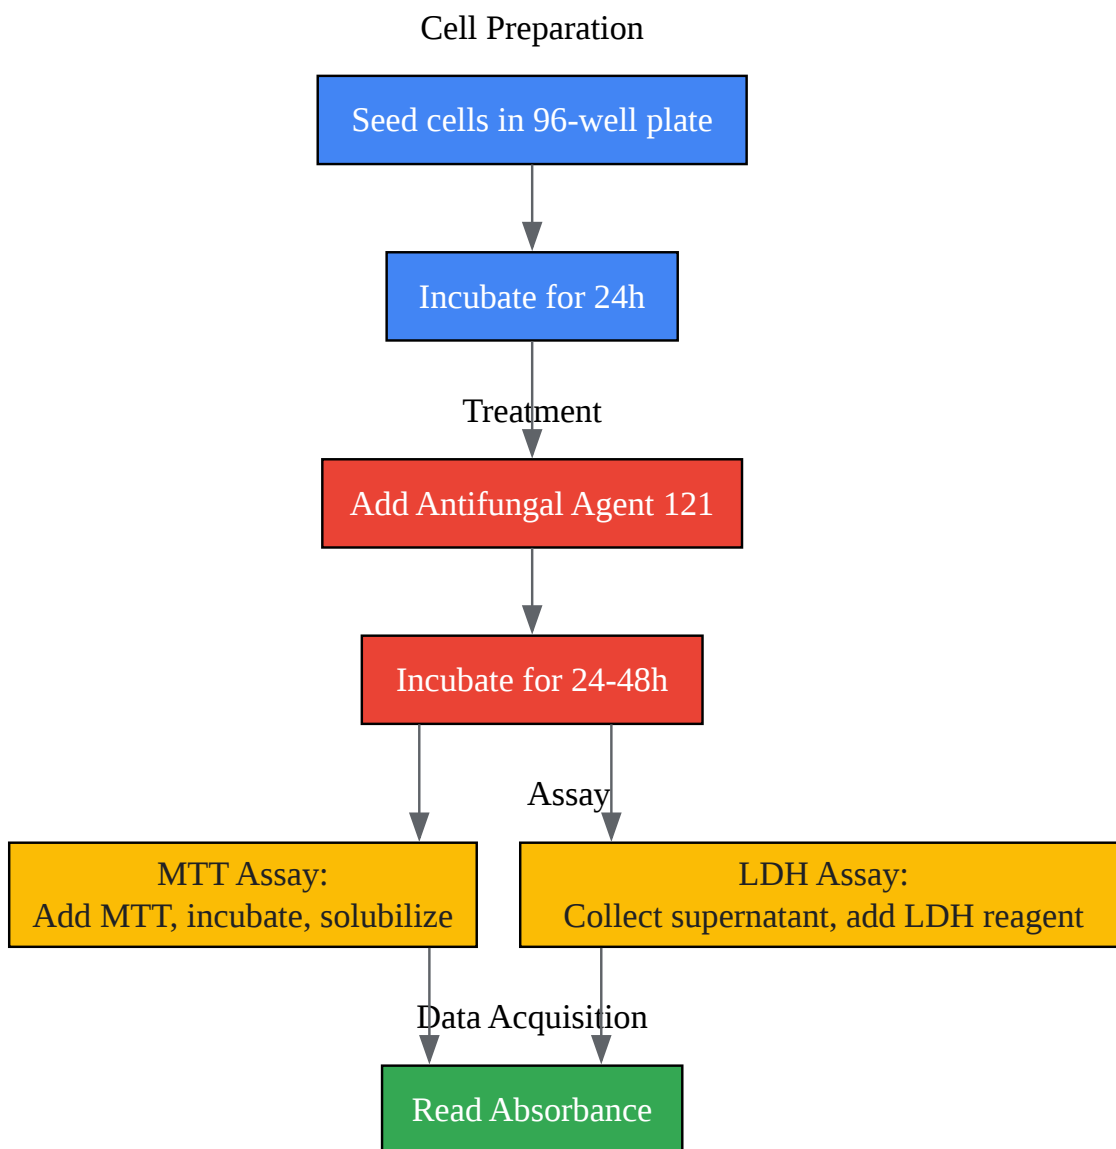 Cell Preparation
Seed cells in 96-well plate
Incubate for 24h
Treatment
Add Antifungal Agent 121
Incubate for 24-48h
Assay
MTT Assay:
Add MTT, incubate, solubilize
LDH Assay:
Collect supernatant, add LDH reagent
Data Acquisition
Read Absorbance